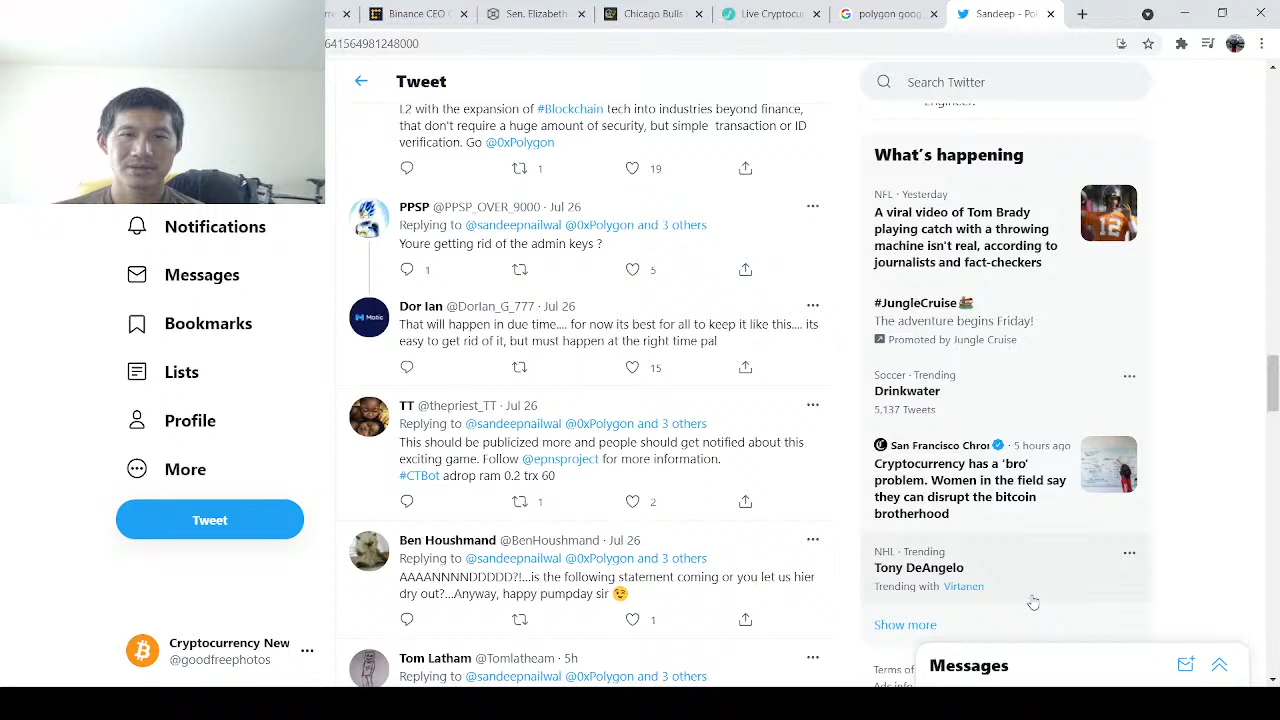 Binance CEO (
Sen. Elizabeth
Chicago Bulls
Live Cryptocu
polygon goog
Sandeep - Pol
641564981248000
Notifications
Messages
Bookmarks
Lists
Profile
More
Tweet
Cryptocurrency New
@goodfreephotos
Tweet
L2 with the expansion of #Blockchain tech into industries beyond finance,
that don't require a huge amount of security, but simple transaction or ID
verification. Go @0xPolygon
1 19
PPSP @PPSP_OVER_9000 · Jul 26
Replying to @sandeepnailwal @0xPolygon and 3 others
Youre getting rid of the admin keys ?
1 5
Dor Ian @Dorlan_G_777 · Jul 26
That will happen in due time.... for now its best for all to keep it like this.... its
easy to get rid of it, but must happen at the right time pal
15
TT @thepriest_TT · Jul 26
Replying to @sandeepnailwal @0xPolygon and 3 others
This should be publicized more and people should get notified about this
exciting game. Follow @epnsproject for more information.
#CTBot adrop ram 0.2 trx 60
1 2
Ben Houshmand @BenHoushmand · Jul 26
Replying to @sandeepnailwal @0xPolygon and 3 others
AAAANNNNDDDD?!...is the following statement coming or you let us hier
dry out?...Anyway, happy pumpday sir 😉
1
Tom Latham @Tomlatheam · 5h
Replying to @sandeepnailwal @0xPolygon and 3 others
Search Twitter
Engineer.
What's happening
NFL · Yesterday
A viral video of Tom Brady
playing catch with a throwing
machine isn't real, according to
journalists and fact-checkers
#JungleCruise
The adventure begins Friday!
Promoted by Jungle Cruise
Soccer · Trending
Drinkwater
5,137 Tweets
San Francisco Chror · 5 hours ago
Cryptocurrency has a 'bro'
problem. Women in the field say
they can disrupt the bitcoin
brotherhood
NHL · Trending
Tony DeAngelo
Trending with Virtanen
Show more
Messages
Terms of